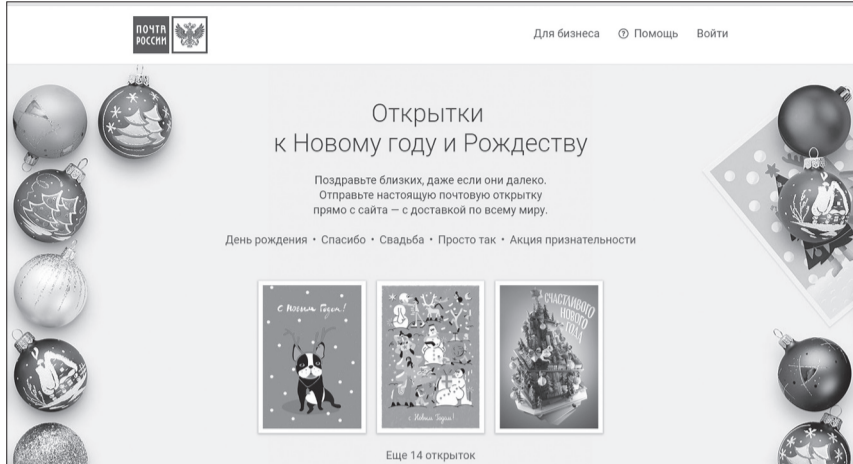 ПОЧТА
РОССИИ
Для бизнеса
Помощь
Войти
Открытки
к Новому году и Рождеству
Поздравьте близких, даже если они далеко.
Отправьте настоящую почтовую открытку
прямо с сайта — с доставкой по всему миру.
День рождения • Спасибо • Свадьба • Просто так • Акция признательности
С Новым Годом!
с Новым Годом!
СЧАСТЛИВОГО
НОВОГО
ГОДА
Еще 14 открыток